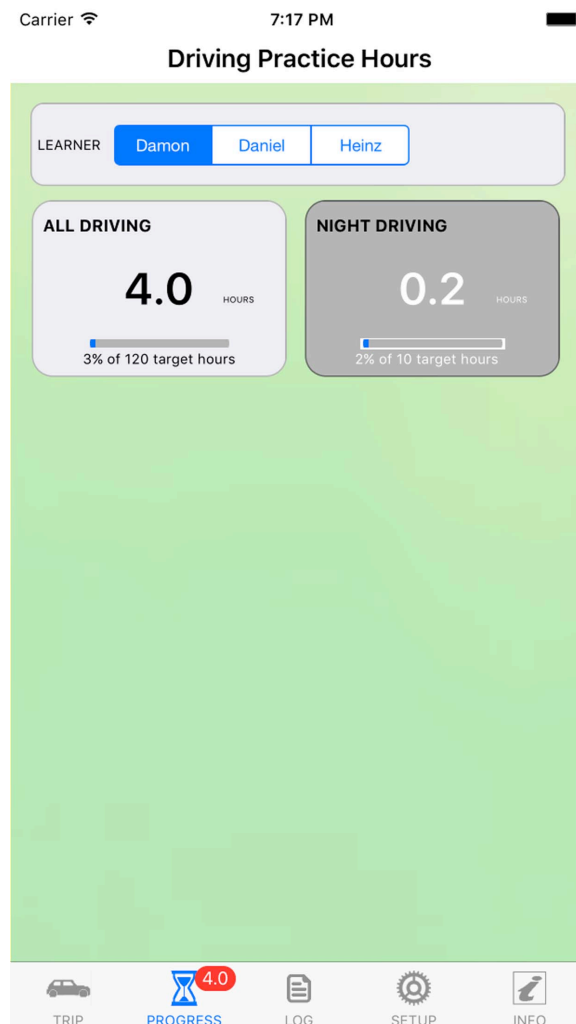 Carrier 7:17 PM
Driving Practice Hours
LEARNER Damon Daniel Heinz
ALL DRIVING
4.0 HOURS
3% of 120 target hours
NIGHT DRIVING
0.2 HOURS
2% of 10 target hours
4.0
TRIP PROGRESS LOG SETUP INFO